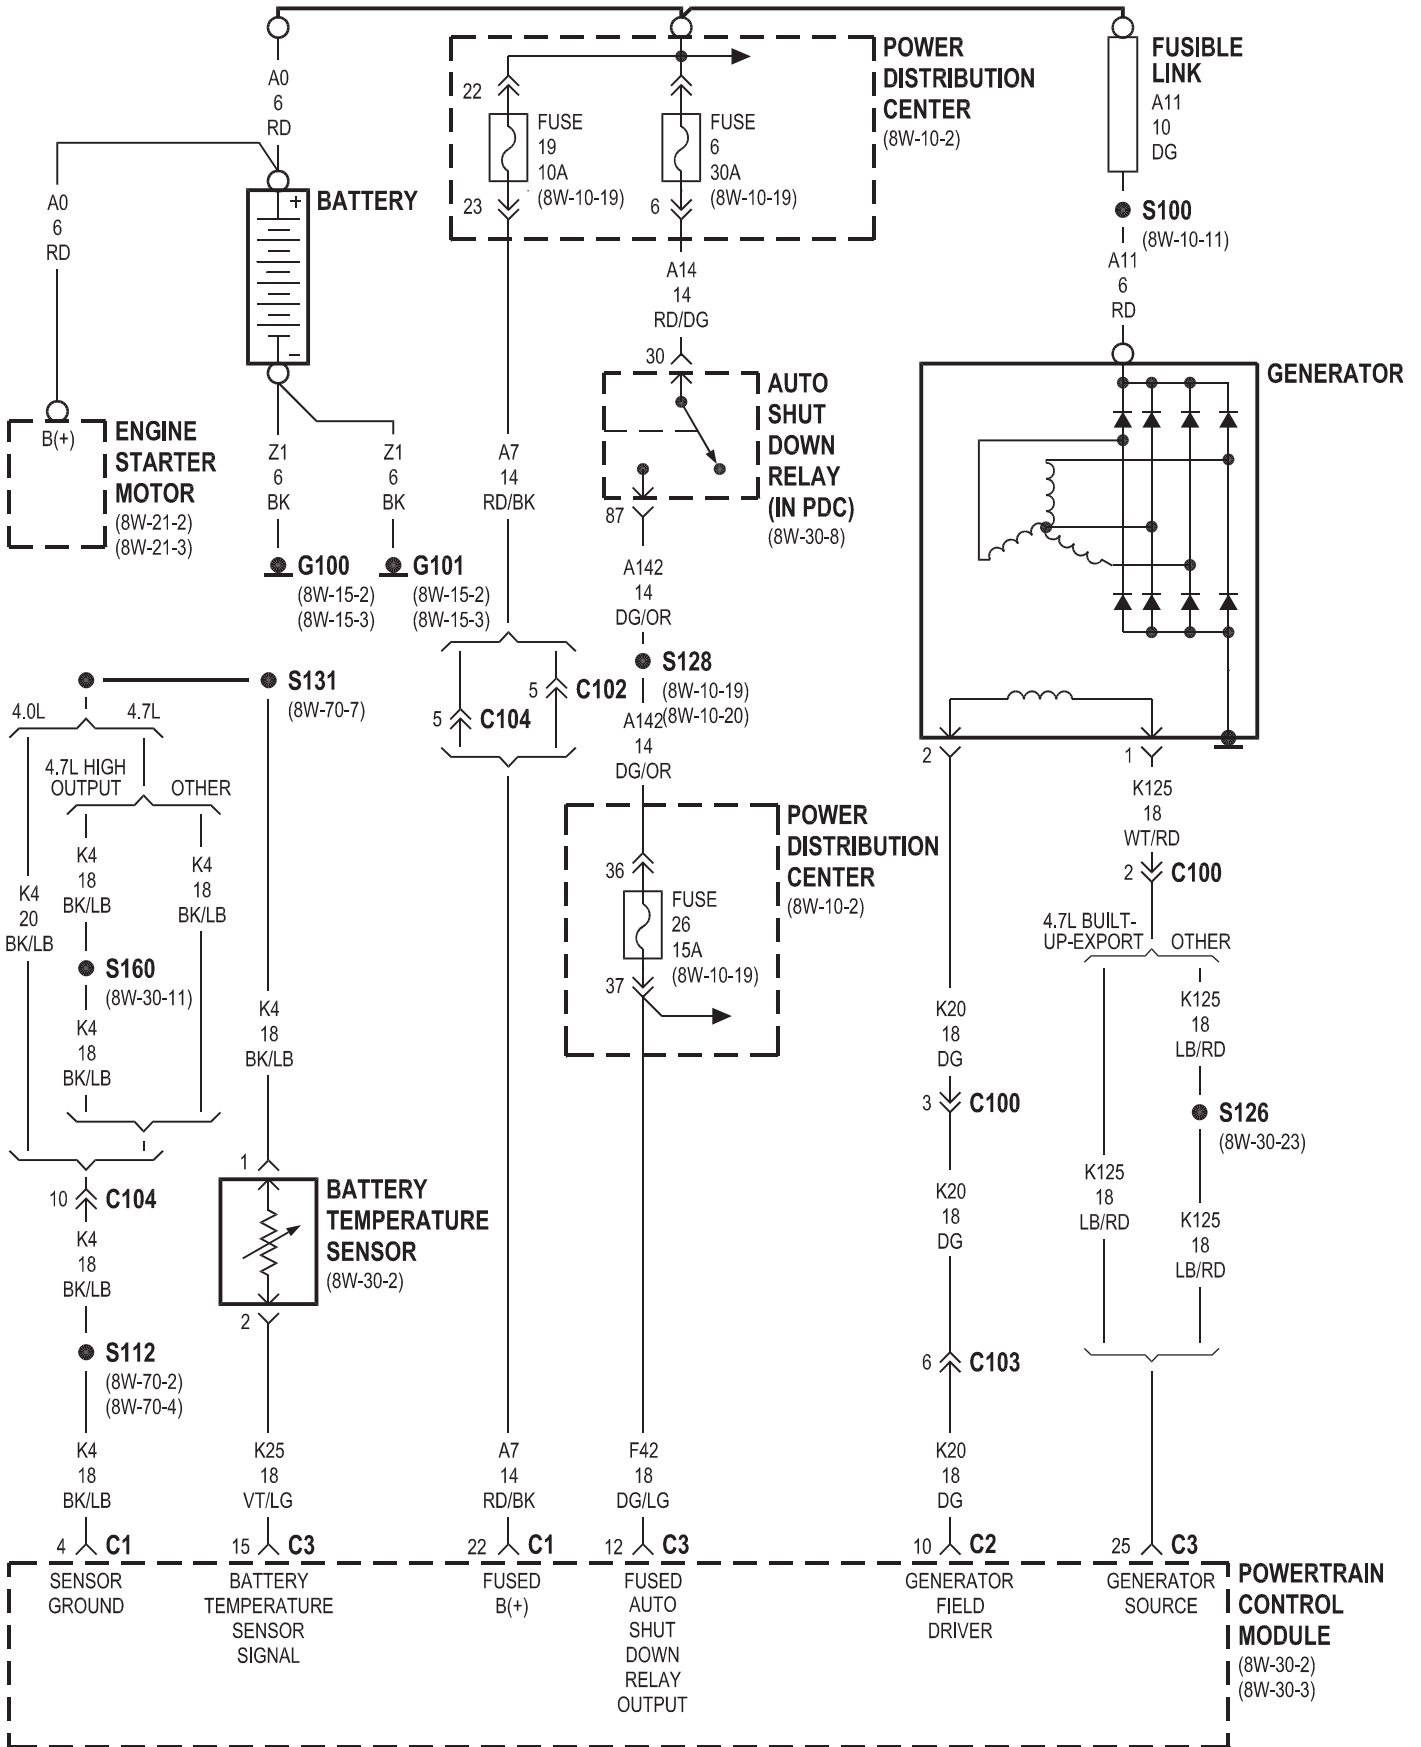 A0
6
RD
POWER
DISTRIBUTION
CENTER
(8W-10-2)
FUSIBLE
LINK
A11
10
DG
22
FUSE
19
10A
(8W-10-19)
23
FUSE
6
30A
(8W-10-19)
6
S100
(8W-10-11)
A11
6
RD
A0
6
RD
+
BATTERY
–
A14
14
RD/DG
30
AUTO
SHUT
DOWN
RELAY
(IN PDC)
(8W-30-8)
87
GENERATOR
B(+)
ENGINE
STARTER
MOTOR
(8W-21-2)
(8W-21-3)
Z1
6
BK
Z1
6
BK
A7
14
RD/BK
G100
(8W-15-2)
(8W-15-3)
G101
(8W-15-2)
(8W-15-3)
A142
14
DG/OR
S128
(8W-10-19)
(8W-10-20)
A142
14
DG/OR
5
C102
5
C104
S131
(8W-70-7)
4.0L
4.7L
4.7L HIGH
OUTPUT
OTHER
2
1
K125
18
WT/RD
2
C100
POWER
DISTRIBUTION
CENTER
(8W-10-2)
36
FUSE
26
15A
(8W-10-19)
37
K4
20
BK/LB
K4
18
BK/LB
K4
18
BK/LB
S160
(8W-30-11)
K4
18
BK/LB
K4
18
BK/LB
4.7L BUILT-
UP-EXPORT
OTHER
K20
18
DG
K125
18
LB/RD
3
C100
S126
(8W-30-23)
1
BATTERY
TEMPERATURE
SENSOR
(8W-30-2)
2
10
C104
K4
18
BK/LB
K20
18
DG
K125
18
LB/RD
K125
18
LB/RD
S112
(8W-70-2)
(8W-70-4)
6
C103
K4
18
BK/LB
K25
18
VT/LG
A7
14
RD/BK
F42
18
DG/LG
K20
18
DG
4
C1
15
C3
22
C1
12
C3
10
C2
25
C3
SENSOR
GROUND
BATTERY
TEMPERATURE
SENSOR
SIGNAL
FUSED
B(+)
FUSED
AUTO
SHUT
DOWN
RELAY
OUTPUT
GENERATOR
FIELD
DRIVER
GENERATOR
SOURCE
POWERTRAIN
CONTROL
MODULE
(8W-30-2)
(8W-30-3)